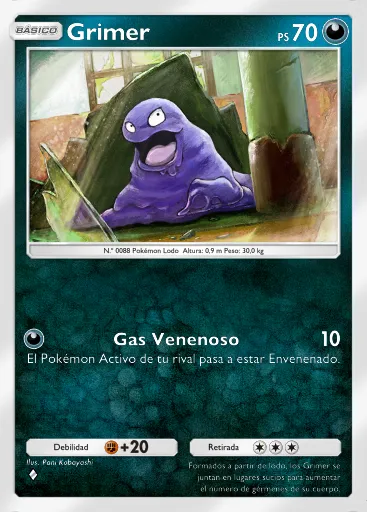 BÁSICO Grimer PS 70
N.º 0088 Pokémon Lodo Altura: 0,9 m Peso: 30,0 kg
Gas Venenoso 10
El Pokémon Activo de tu rival pasa a estar Envenenado.
Debilidad +20 Retirada
Ilus. Pani Kobayashi
Formados a partir de lodo, los Grimer se
juntan en lugares sucios para aumentar
el número de gérmenes de su cuerpo.